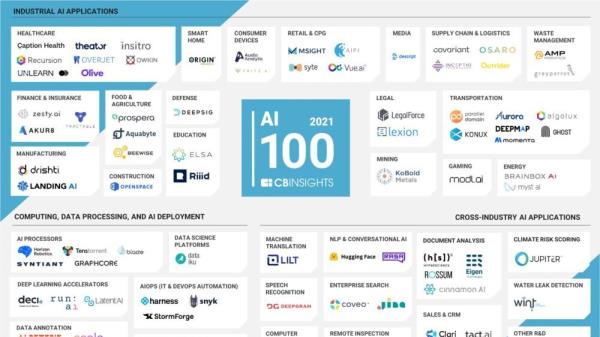 INDUSTRIAL AI APPLICATIONS
HEALTHCARE
Caption Health
theator
insitro
Recursion
OVERJET
OWKIN
UNLEARN
Olive
SMART
HOME
ORIGIN
CONSUMER
DEVICES
Audio
Analytic
RETAIL & CPG
MSIGHT
AIFI
syte
Vue.ai
MEDIA
descript
SUPPLY CHAIN & LOGISTICS
covariant
OSARO
INCEPTIO
Outrider
WASTE
MANAGEMENT
AMP
greyparrot
FINANCE & INSURANCE
zesty.ai
AKUR8
TRACTABLE
FOOD &
AGRICULTURE
prospera
Aquabyte
BEEWISE
DEFENSE
DEEPSIG
EDUCATION
ELSA
Riiid
MANUFACTURING
drishti
LANDING AI
CONSTRUCTION
OPENSPACE
AI 2021
100
CBINSIGHTS
LEGAL
LegalForce
lexion
TRANSPORTATION
parallel
domain
Aurora
algolux
KONUX
DEEPMAP
momenta
GHOST
MINING
KoBold
Metals
GAMING
modl.ai
ENERGY
BRAINBOX AI
myst ai
COMPUTING, DATA PROCESSING, AND AI DEPLOYMENT
CROSS-INDUSTRY AI APPLICATIONS
AI PROCESSORS
Horizon
Robotics
Tenstorrent
blaize
SYNTIANT
GRAPHCORE
DATA SCIENCE
PLATFORMS
data
iku
MACHINE
TRANSLATION
LILT
NLP & CONVERSATIONAL AI
Hugging Face
RASA
DOCUMENT ANALYSIS
(h[s])
HYPERSCIENCE
ROSSUM
Eigen
cinnamon AI
CLIMATE RISK SCORING
JUPITER
DEEP LEARNING ACCELERATORS
deci.
run:
ai
LatentAI
AIOPS (IT & DEVOPS AUTOMATION)
harness
snyk
StormForge
SPEECH
RECOGNITION
DEEPGRAM
ENTERPRISE SEARCH
coveo
jina
WATER LEAK DETECTION
wint
SALES & CRM
Clari
tact.ai
DATA ANNOTATION
COMPUTER
REMOTE INSPECTION
OTHER R&D